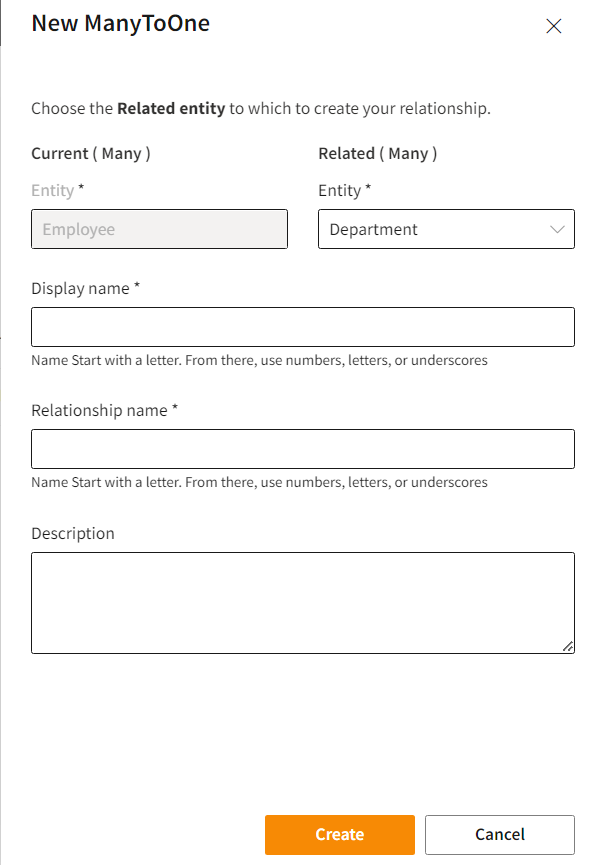 New ManyToOne
Choose the Related entity to which to create your relationship.
Current ( Many ) Related ( Many )
Entity * Entity *
Employee Department
Display name *
Name Start with a letter. From there, use numbers, letters, or underscores
Relationship name *
Name Start with a letter. From there, use numbers, letters, or underscores
Description
Create Cancel